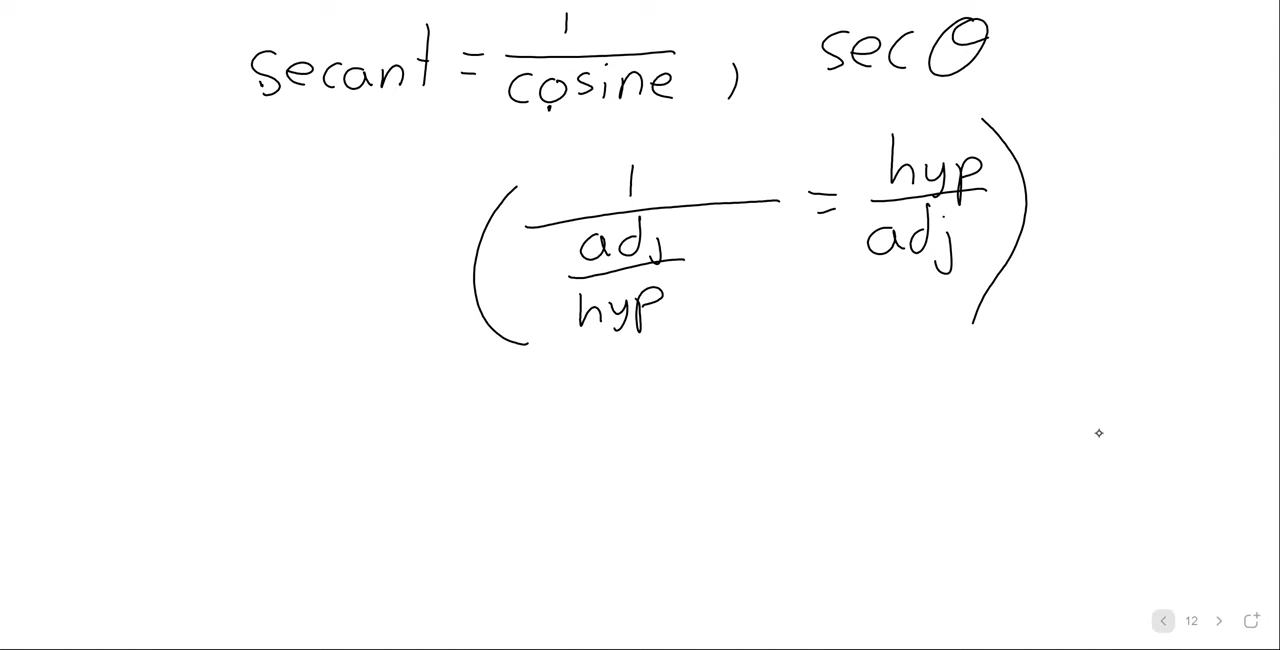 secant = 1/cosine , sec θ
( 1/(adj/hyp) = hyp/adj )
12